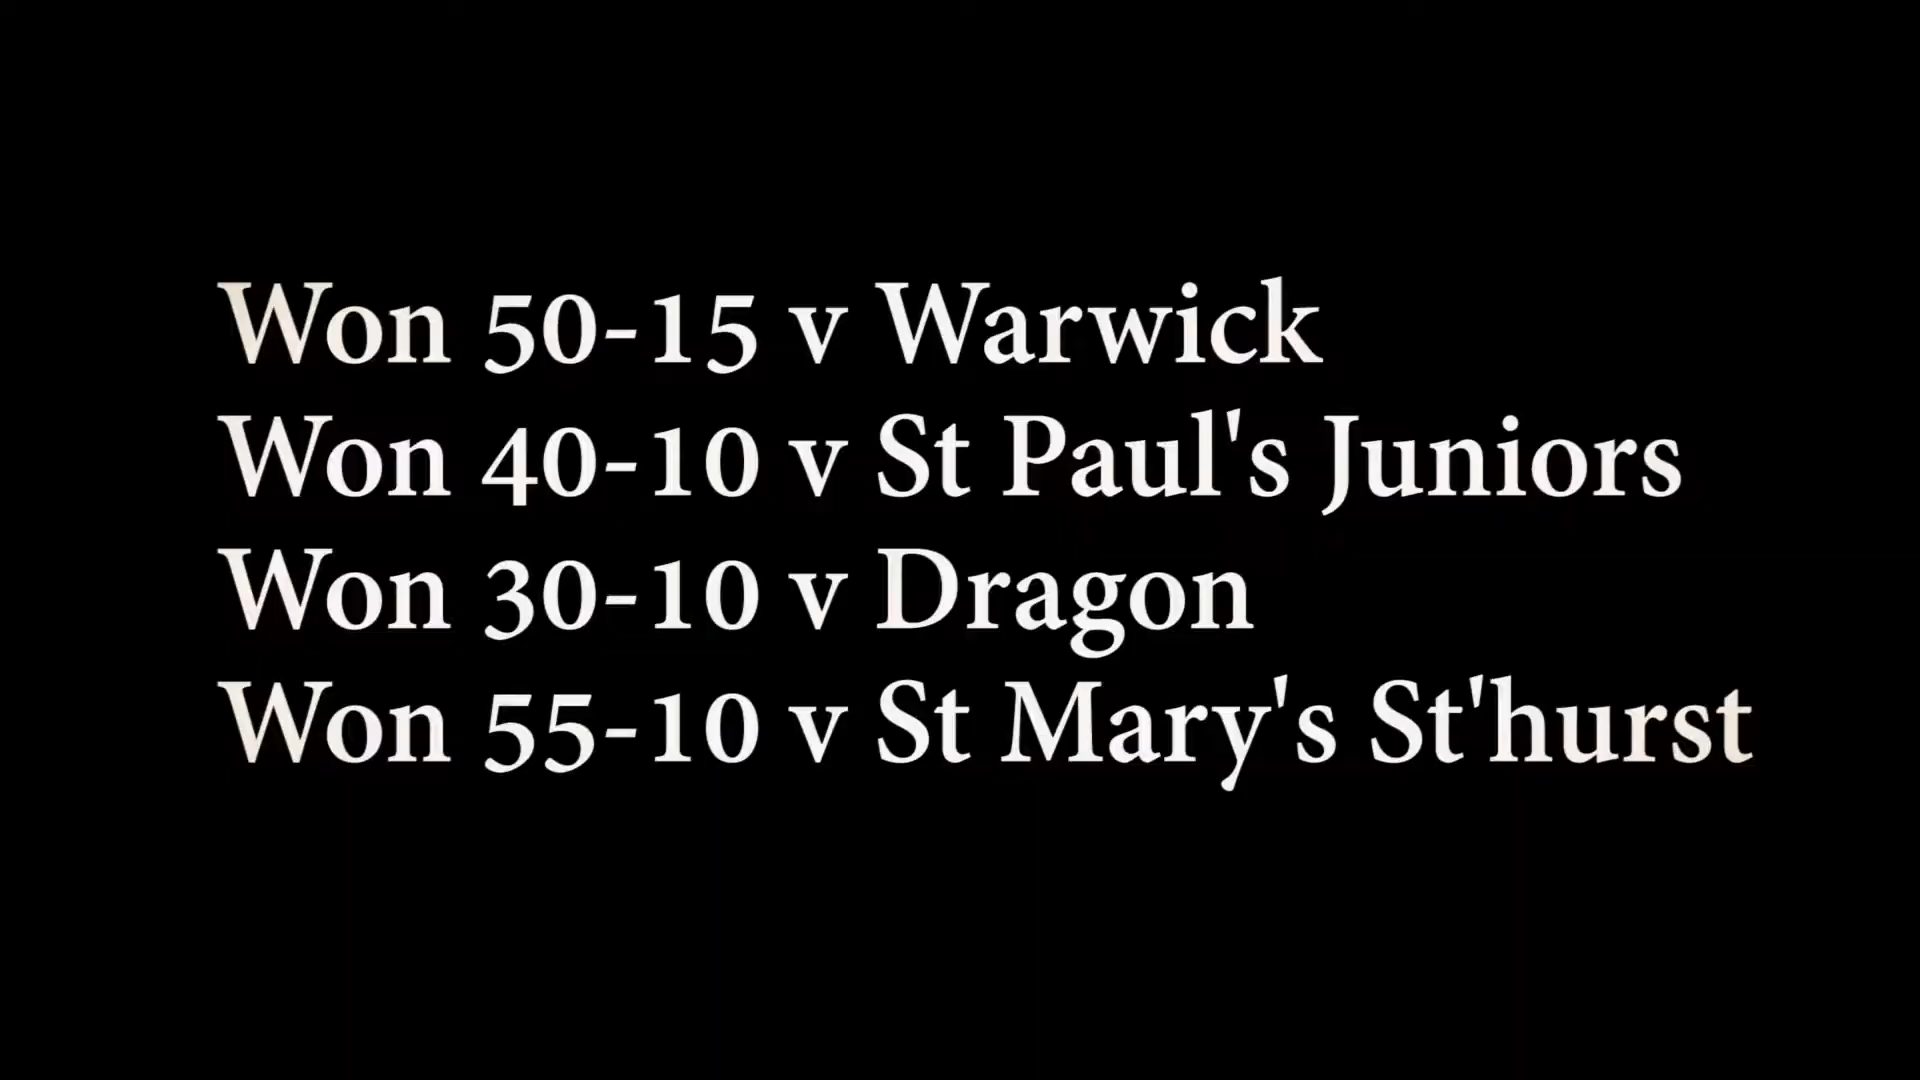 Won 50-15 v Warwick
Won 40-10 v St Paul's Juniors
Won 30-10 v Dragon
Won 55-10 v St Mary's St'hurst